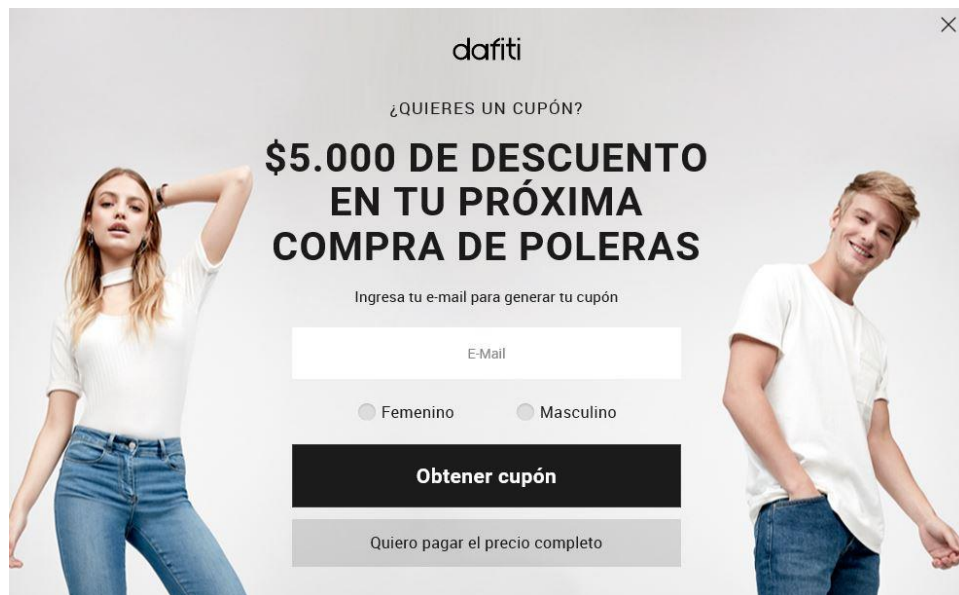 dafiti
¿QUIERES UN CUPÓN?
$5.000 DE DESCUENTO
EN TU PRÓXIMA
COMPRA DE POLERAS
Ingresa tu e-mail para generar tu cupón
E-Mail
Femenino
Masculino
Obtener cupón
Quiero pagar el precio completo